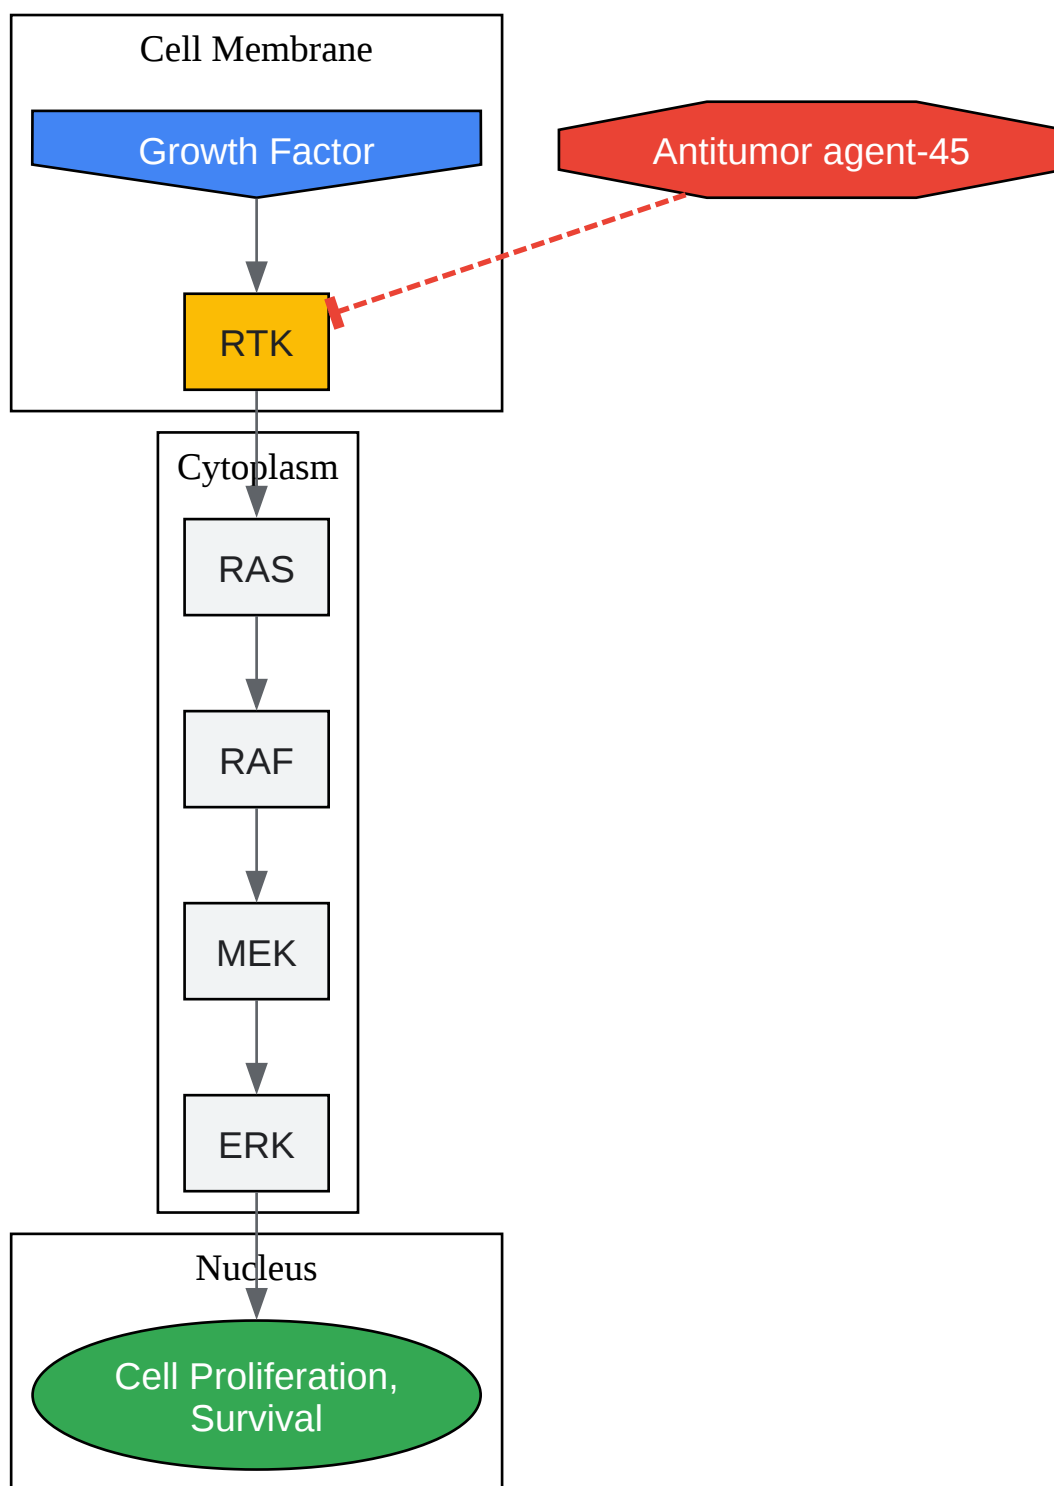 Cell Membrane
Growth Factor
Antitumor agent-45
RTK
Cytoplasm
RAS
RAF
MEK
ERK
Nucleus
Cell Proliferation,
Survival